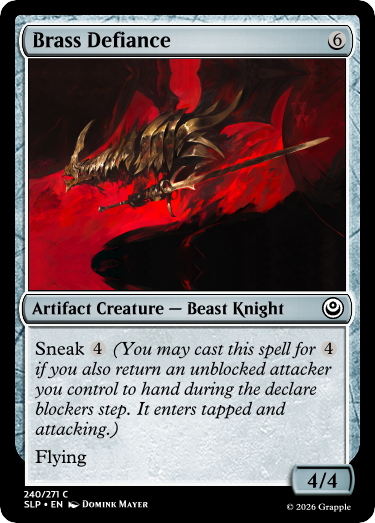 Brass Defiance 6
Artifact Creature — Beast Knight
Sneak 4 (You may cast this spell for 4
if you also return an unblocked attacker
you control to hand during the declare
blockers step. It enters tapped and
attacking.)
Flying
4/4
240/271 C
SLP • EN Domink Mayer
© 2026 Grapple